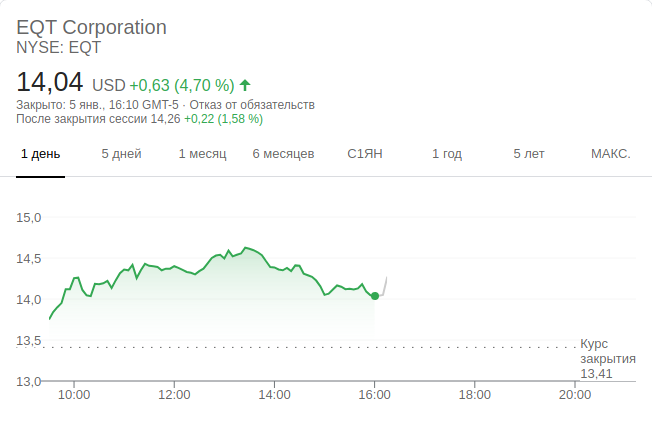 EQT Corporation
NYSE: EQT
14,04 USD +0,63 (4,70 %) ↑
Закрыто: 5 янв., 16:10 GMT-5 · Отказ от обязательств
После закрытия сессии 14,26 +0,22 (1,58 %)
1 день 5 дней 1 месяц 6 месяцев С1ЯН 1 год 5 лет МАКС.
15,0
14,5
14,0
13,5
Курс
закрытия
13,41
13,0
10:00 12:00 14:00 16:00 18:00 20:00